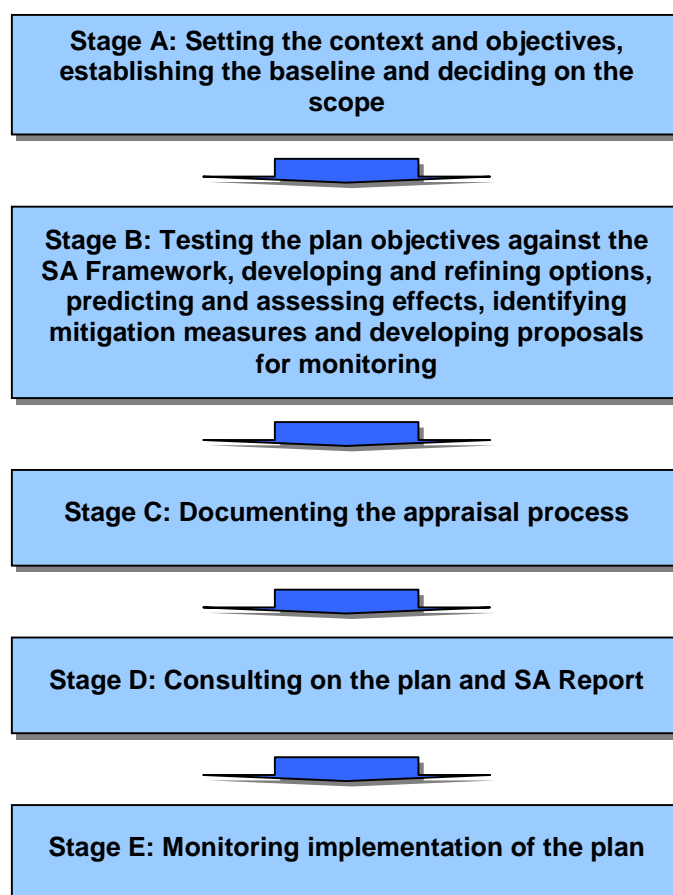 Stage A: Setting the context and objectives,
establishing the baseline and deciding on the
scope
Stage B: Testing the plan objectives against the
SA Framework, developing and refining options,
predicting and assessing effects, identifying
mitigation measures and developing proposals
for monitoring
Stage C: Documenting the appraisal process
Stage D: Consulting on the plan and SA Report
Stage E: Monitoring implementation of the plan